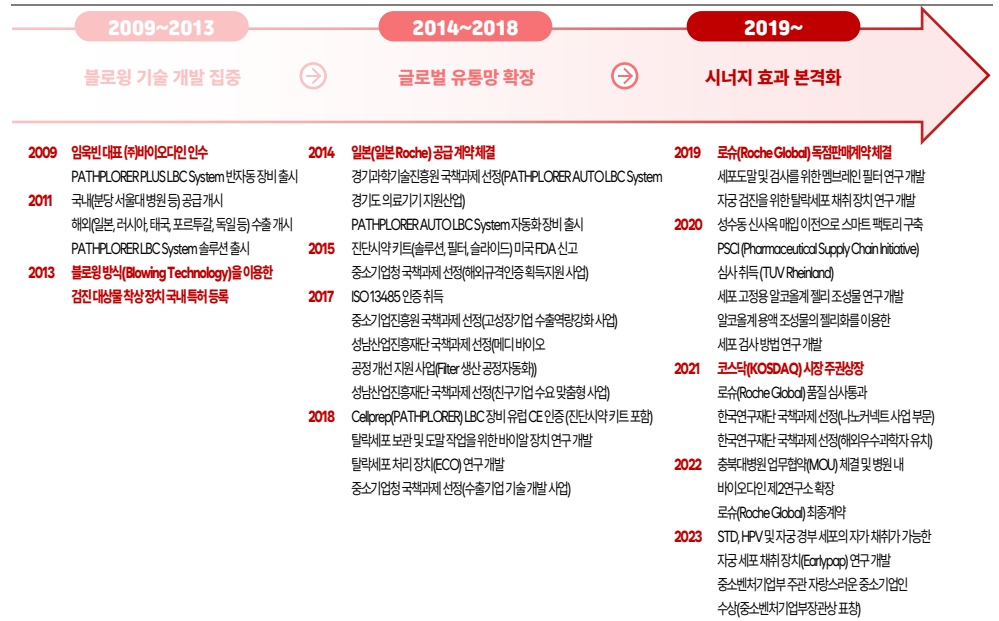 2009~2013
블로윙 기술 개발 집중
2014~2018
글로벌 유통망 확장
2019~
시너지 효과 본격화
2009 임욱빈 대표 ㈜바이오다인 인수
PATHPLORER PLUS LBC System 반자동 장비 출시
2011 국내(분당 서울대 병원 등) 공급 개시
해외(일본, 러시아, 태국, 포르투갈, 독일 등) 수출 개시
PATHPLORER LBC System 솔루션 출시
2013 블로윙 방식(Blowing Technology)을 이용한
검진 대상물 착상 장치 국내 특허 등록
2014 일본(일본 Roche) 공급 계약 체결
경기과학기술진흥원 국책과제 선정(PATHPLORER AUTO LBC System
경기도 의료기기 지원산업)
PATHPLORER AUTO LBC System 자동화 장비 출시
2015 진단시약 키트(솔루션, 필터, 슬라이드) 미국 FDA 신고
중소기업청 국책과제 선정(해외규격인증 획득지원 사업)
2017 ISO 13485 인증 취득
중소기업진흥원 국책과제 선정(고성장기업 수출역량강화 사업)
성남산업진흥재단 국책과제 선정(메디 바이오
공정 개선 지원 사업(Filter 생산 공정자동화))
성남산업진흥재단 국책과제 선정(친구기업 수요 맞춤형 사업)
2018 Cellprep(PATHPLORER) LBC 장비 유럽 CE 인증 (진단시약 키트 포함)
탈락세포 보관 및 도말 작업을 위한 바이알 장치 연구 개발
탈락세포 처리 장치(ECO) 연구 개발
중소기업청 국책과제 선정(수출기업 기술 개발 사업)
2019 로슈(Roche Global) 독점판매계약 체결
세포도말 및 검사를 위한 멤브레인 필터 연구 개발
자궁 검진을 위한 탈락세포 채취 장치 연구 개발
2020 성수동 신사옥 매입 이전으로 스마트 팩토리 구축
PSCI (Pharmaceutical Supply Chain Initiative)
심사 취득 (TUV Rheinland)
세포 고정용 알코올계 젤리 조성물 연구 개발
알코올계 용액 조성물의 젤리화를 이용한
세포 검사 방법 연구 개발
2021 코스닥(KOSDAQ) 시장 주권상장
로슈(Roche Global) 품질 심사통과
한국연구재단 국책과제 선정(나노커넥트 사업 부문)
한국연구재단 국책과제 선정(해외우수과학자 유치)
2022 충북대병원 업무협약(MOU) 체결 및 병원 내
바이오다인 제2연구소 확장
로슈(Roche Global) 최종계약
2023 STD, HPV 및 자궁 경부 세포의 자가 채취가 가능한
자궁 세포 채취 장치(Earlypap) 연구 개발
중소벤처기업부 주관 자랑스러운 중소기업인
수상(중소벤처기업부장관상 표창)